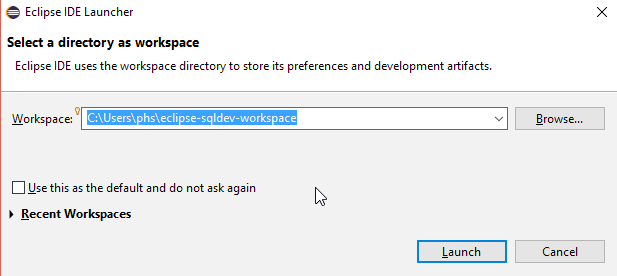 Eclipse IDE Launcher
Select a directory as workspace
Eclipse IDE uses the workspace directory to store its preferences and development artifacts.
Workspace: C:\Users\phs\eclipse-sqldev-workspace Browse...
Use this as the default and do not ask again
Recent Workspaces
Launch Cancel